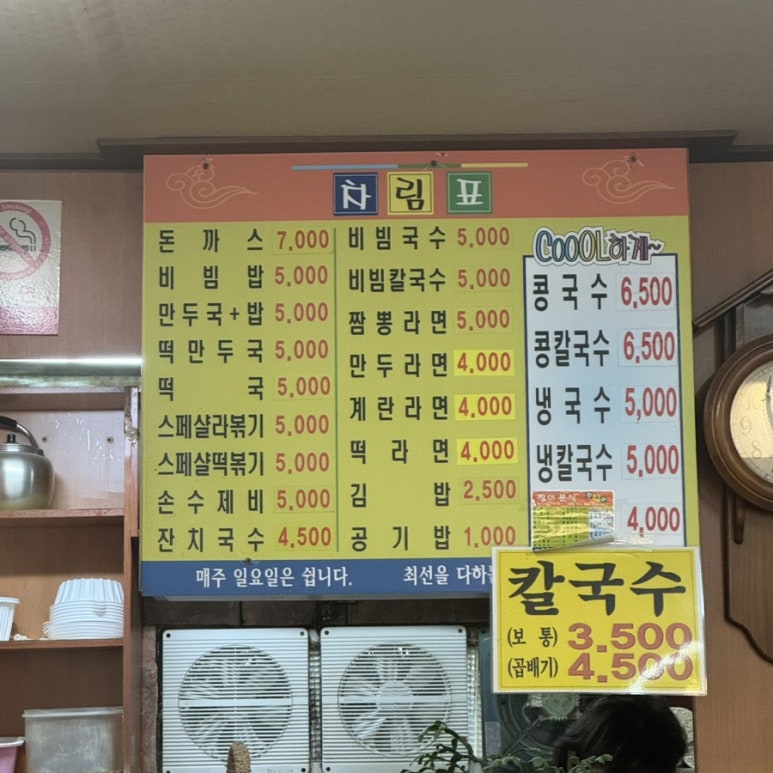 차림표
돈까스 7,000
비빔밥 5,000
만두국+밥 5,000
떡만두국 5,000
떡국 5,000
스페샬라볶기 5,000
스페샬떡볶기 5,000
손수제비 5,000
잔치국수 4,500
비빔국수 5,000
비빔칼국수 5,000
짬뽕라면 5,000
만두라면 4,000
계란라면 4,000
떡라면 4,000
김밥 2,500
공기밥 1,000
COOOL하게~
콩국수 6,500
콩칼국수 6,500
냉국수 5,000
냉칼국수 5,000
4,000
매주 일요일은 쉽니다.
최선을 다하
칼국수
(보통) 3.500
(곱배기) 4.500